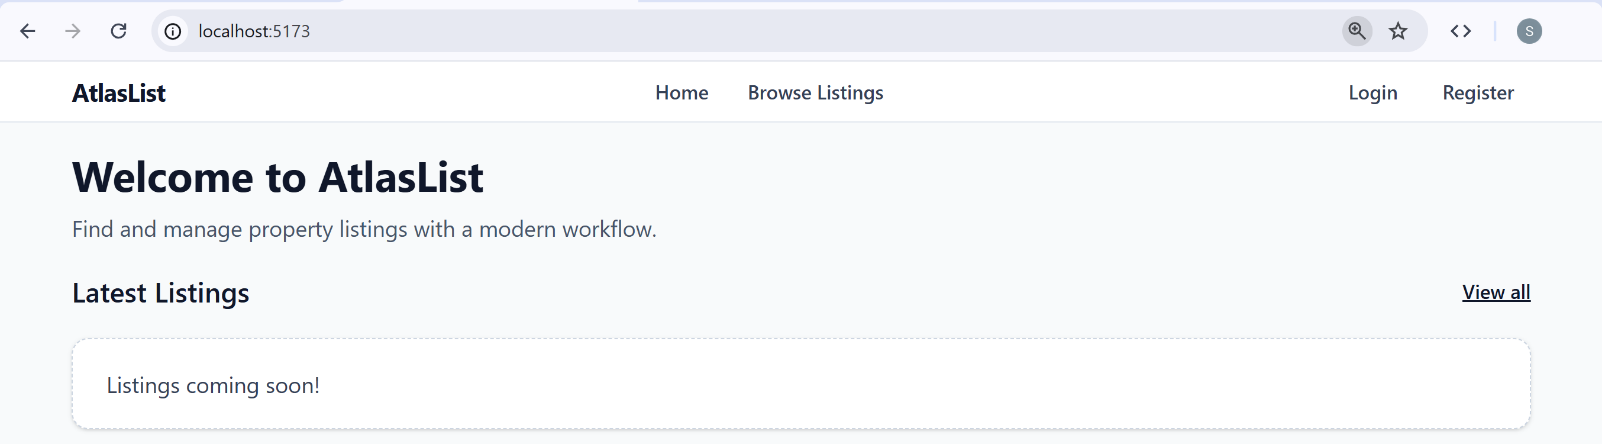 localhost:5173
S
AtlasList Home Browse Listings Login Register
Welcome to AtlasList
Find and manage property listings with a modern workflow.
Latest Listings View all
Listings coming soon!